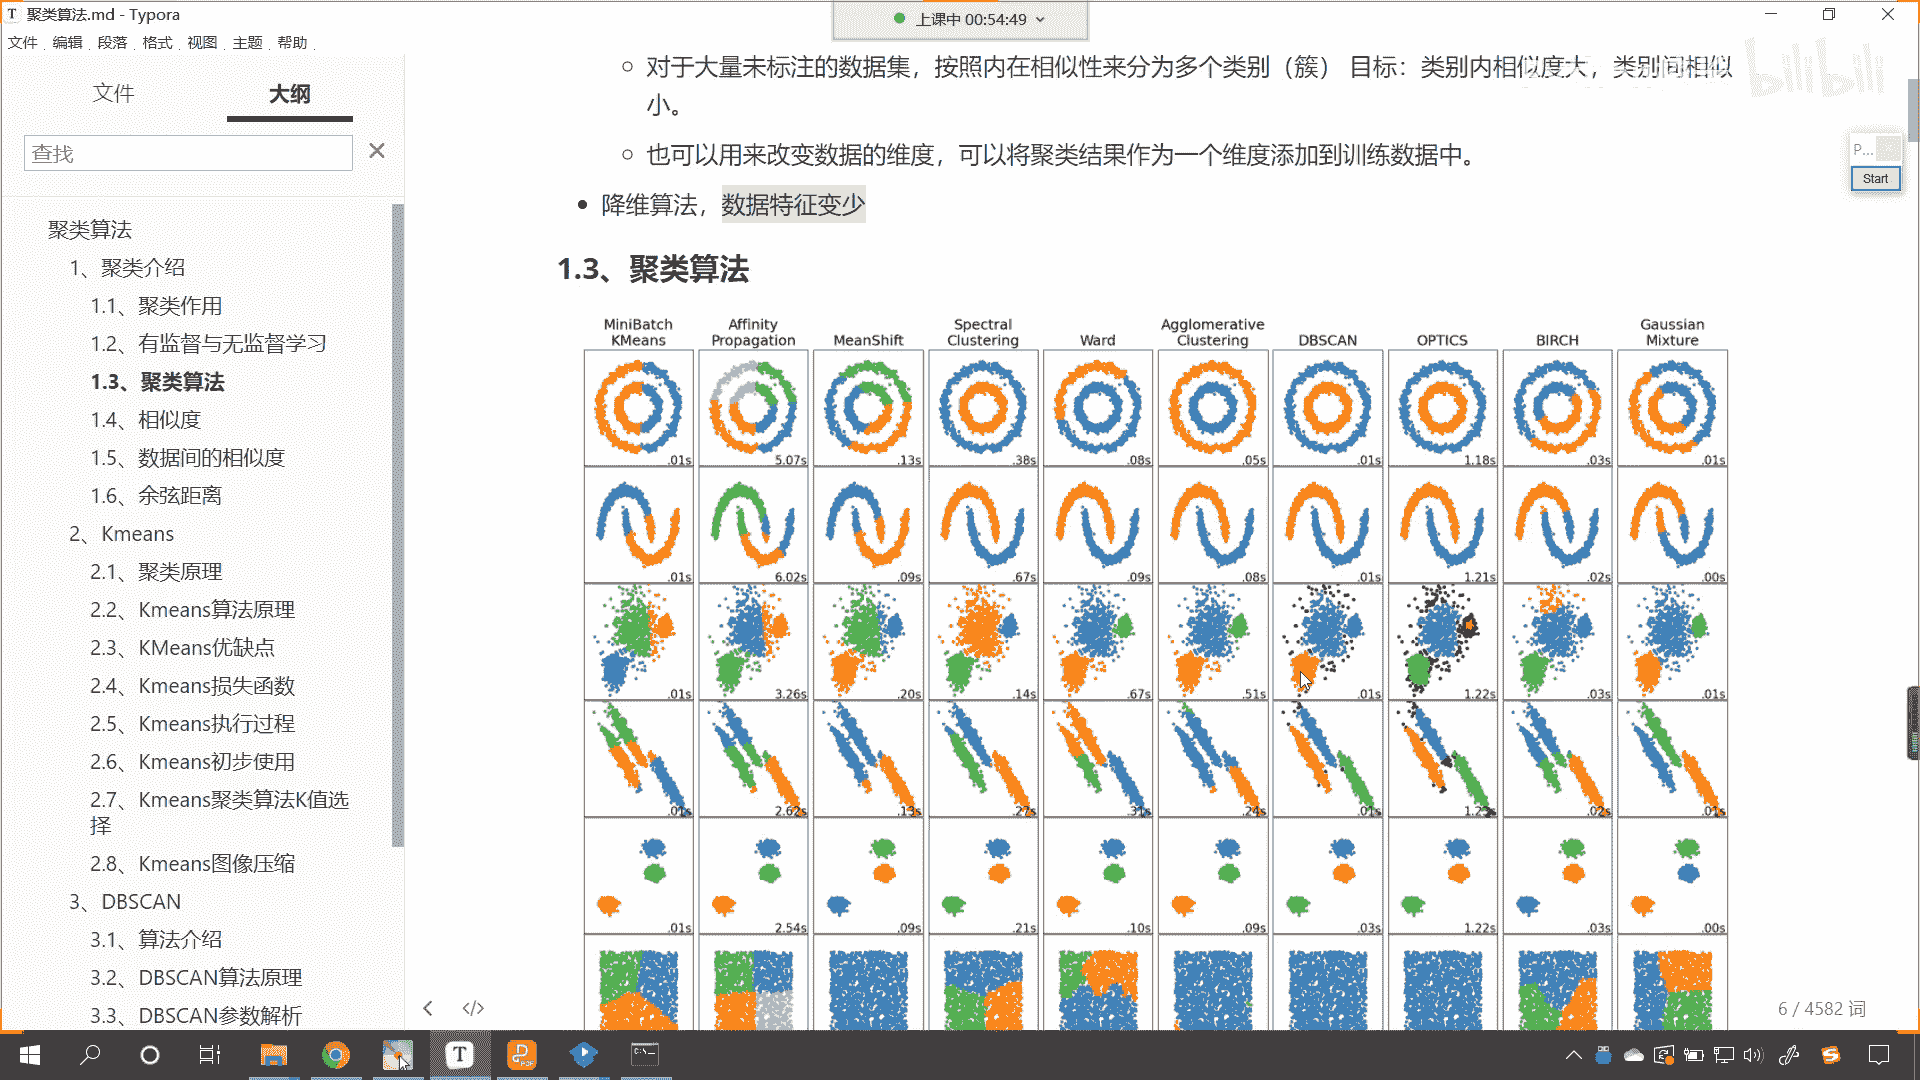 聚类算法.md - Typora
上课中 00:54:49
文件 编辑 段落 格式 视图 主题 帮助
文件 大纲
查找
聚类算法
1、聚类介绍
1.1、聚类作用
1.2、有监督与无监督学习
1.3、聚类算法
1.4、相似度
1.5、数据间的相似度
1.6、余弦距离
2、Kmeans
2.1、聚类原理
2.2、Kmeans算法原理
2.3、KMeans优缺点
2.4、Kmeans损失函数
2.5、Kmeans执行过程
2.6、Kmeans初步使用
2.7、Kmeans聚类算法K值选
择
2.8、Kmeans图像压缩
3、DBSCAN
3.1、算法介绍
3.2、DBSCAN算法原理
3.3、DBSCAN参数解析
对于大量未标注的数据集，按照内在相似性来分为多个类别（簇） 目标：类别内相似度大，类别间相似
小。
也可以用来改变数据的维度，可以将聚类结果作为一个维度添加到训练数据中。
降维算法，数据特征变少
1.3、聚类算法
MiniBatch KMeans
Affinity Propagation
MeanShift
Spectral Clustering
Ward
Agglomerative Clustering
DBSCAN
OPTICS
BIRCH
Gaussian Mixture
.01s 5.07s .13s .38s .08s .05s .01s 1.18s .03s .01s
.01s 6.02s .09s .67s .09s .08s .01s 1.21s .02s .00s
.01s 3.26s .20s .14s .67s .51s .01s 1.22s .03s .01s
.01s 2.62s .13s .27s .31s .24s .01s 1.23s .02s .01s
.01s 2.54s .09s .21s .10s .09s .03s 1.22s .03s .00s
6 / 4582 词
bilibili
P...
Start